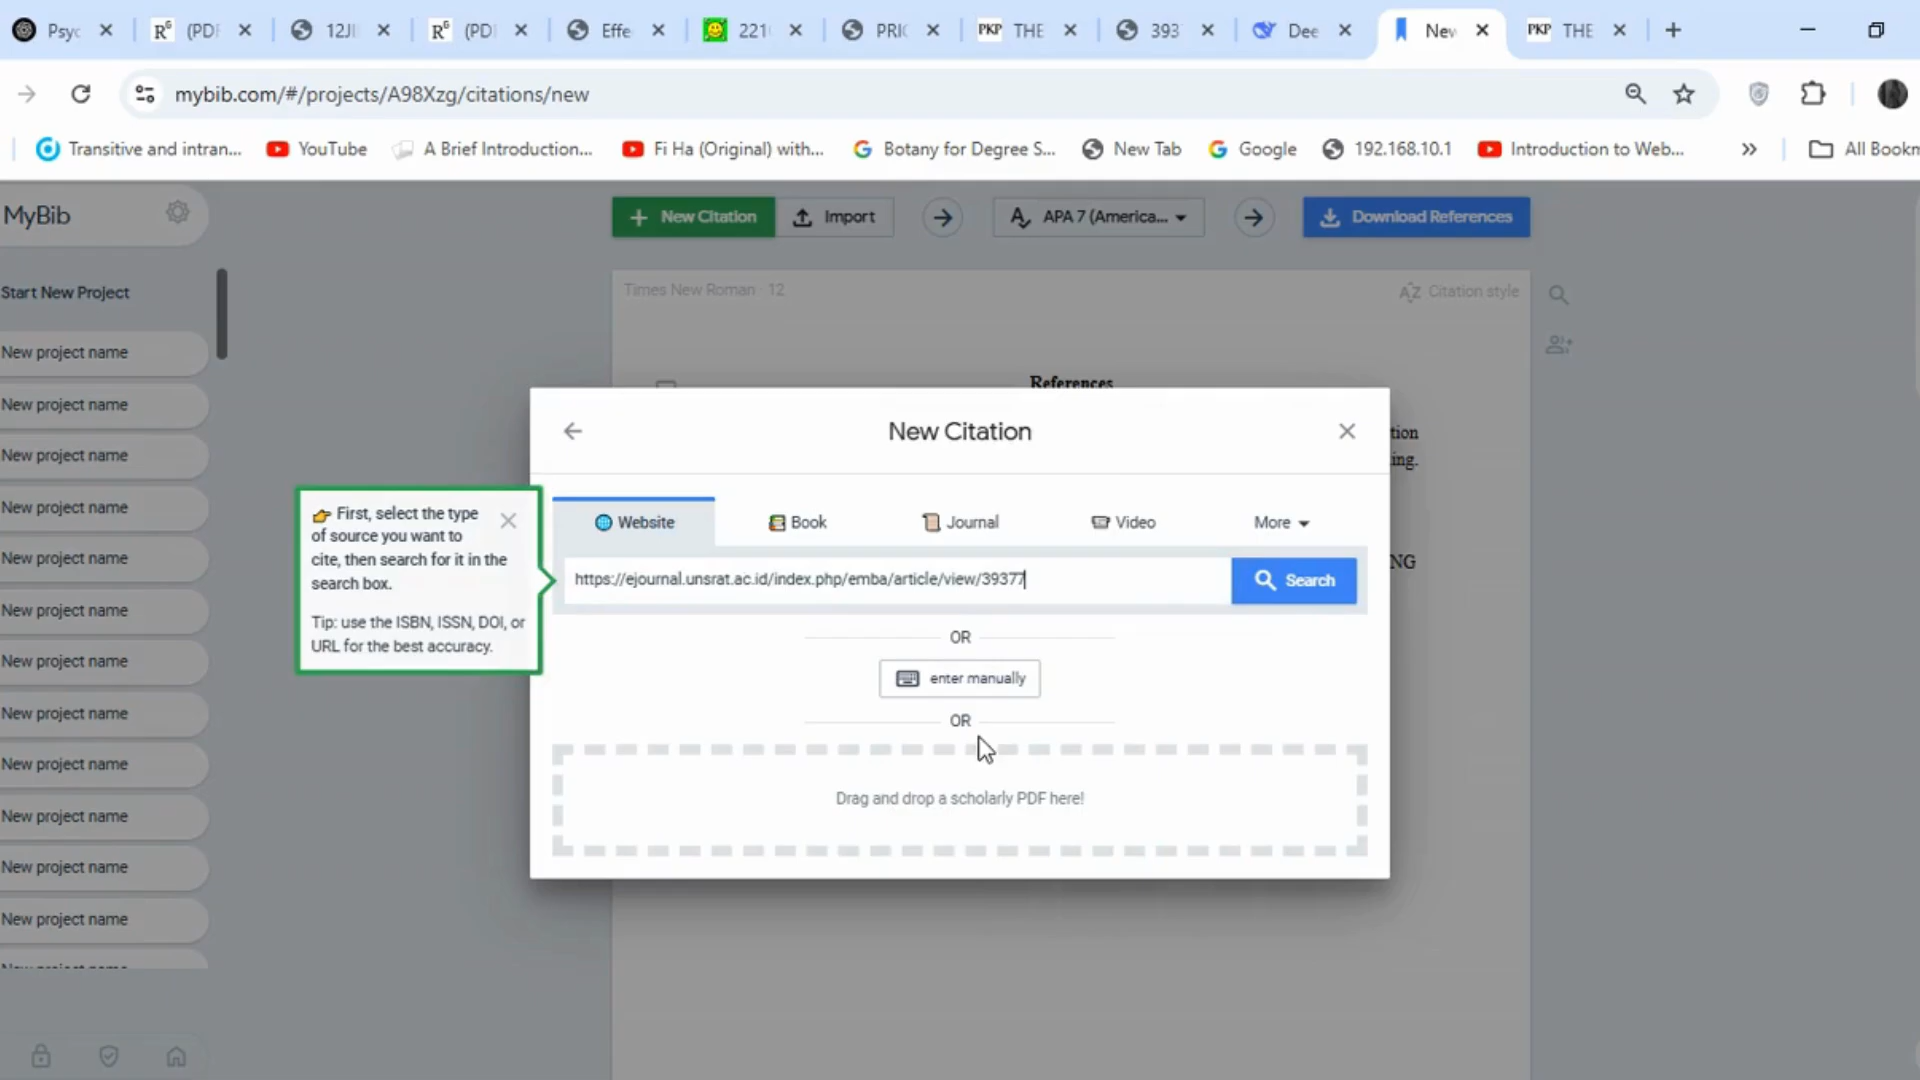 Psyc
(PDF
12JI
(PDI
Effe
221
PRIC
PKP THE
393
Dee
New
PKP THE
mybib.com/#/projects/A98Xzg/citations/new
Transitive and intran...
YouTube
A Brief Introduction...
Fi Ha (Original) with...
Botany for Degree S...
New Tab
Google
192.168.10.1
Introduction to Web...
All Bookm
MyBib
New Citation
Import
APA 7 (America...
Download References
Start New Project
Times New Roman · 12
Citation style
New project name
References
New project name
New Citation
tion
New project name
ing.
New project name
👉 First, select the type
of source you want to
cite, then search for it in the
search box.
Tip: use the ISBN, ISSN, DOI, or
URL for the best accuracy.
Website
Book
Journal
Video
More
New project name
NG
https://ejournal.unsrat.ac.id/index.php/emba/article/view/39377
Search
New project name
OR
New project name
enter manually
New project name
OR
New project name
Drag and drop a scholarly PDF here!
New project name
New project name
New project name